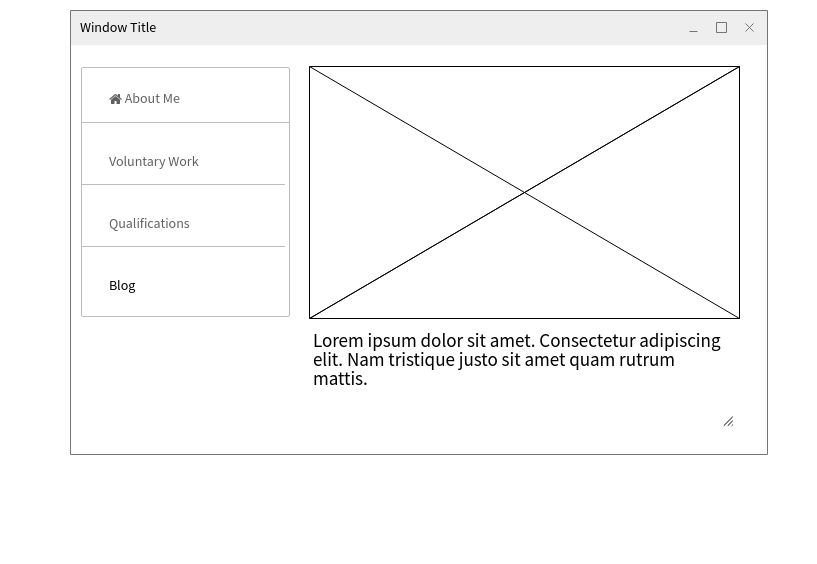 Window Title
About Me
Voluntary Work
Qualifications
Blog
Lorem ipsum dolor sit amet. Consectetur adipiscing
elit. Nam tristique justo sit amet quam rutrum
mattis.